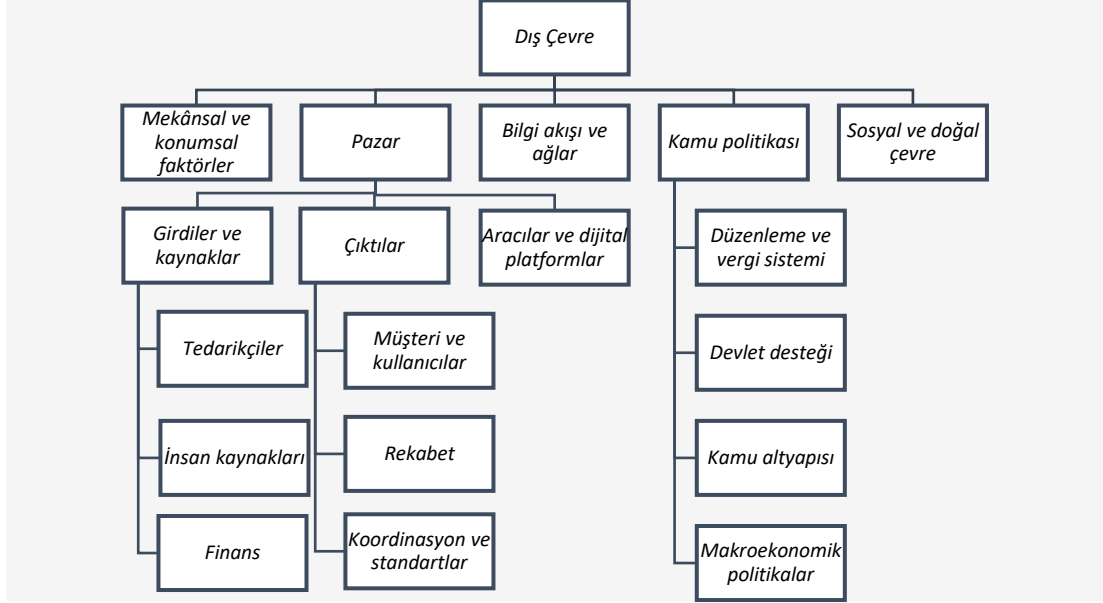 Dış Çevre
Mekânsal ve
konumsal
faktörler
Pazar
Bilgi akışı ve
ağlar
Kamu politikası
Sosyal ve doğal
çevre
Girdiler ve
kaynaklar
Çıktılar
Aracılar ve dijital
platformlar
Düzenleme ve
vergi sistemi
Tedarikçiler
Müşteri ve
kullanıcılar
Devlet desteği
İnsan kaynakları
Rekabet
Kamu altyapısı
Finans
Koordinasyon ve
standartlar
Makroekonomik
politikalar